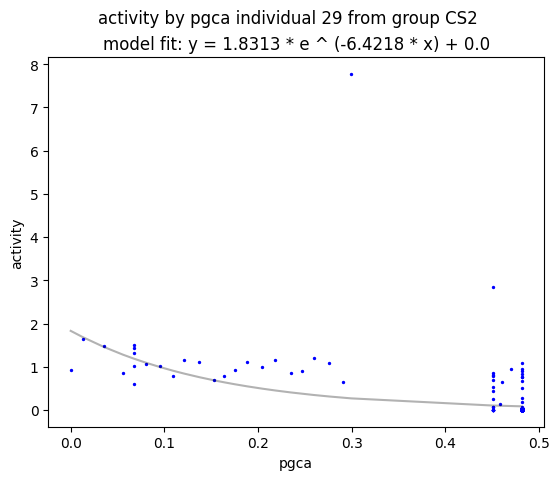 activity by pgca individual 29 from group CS2
model fit: y = 1.8313 * e ^ (-6.4218 * x) + 0.0
8
7
6
5
4
3
2
1
0
activity
0.0 0.1 0.2 0.3 0.4 0.5
pgca